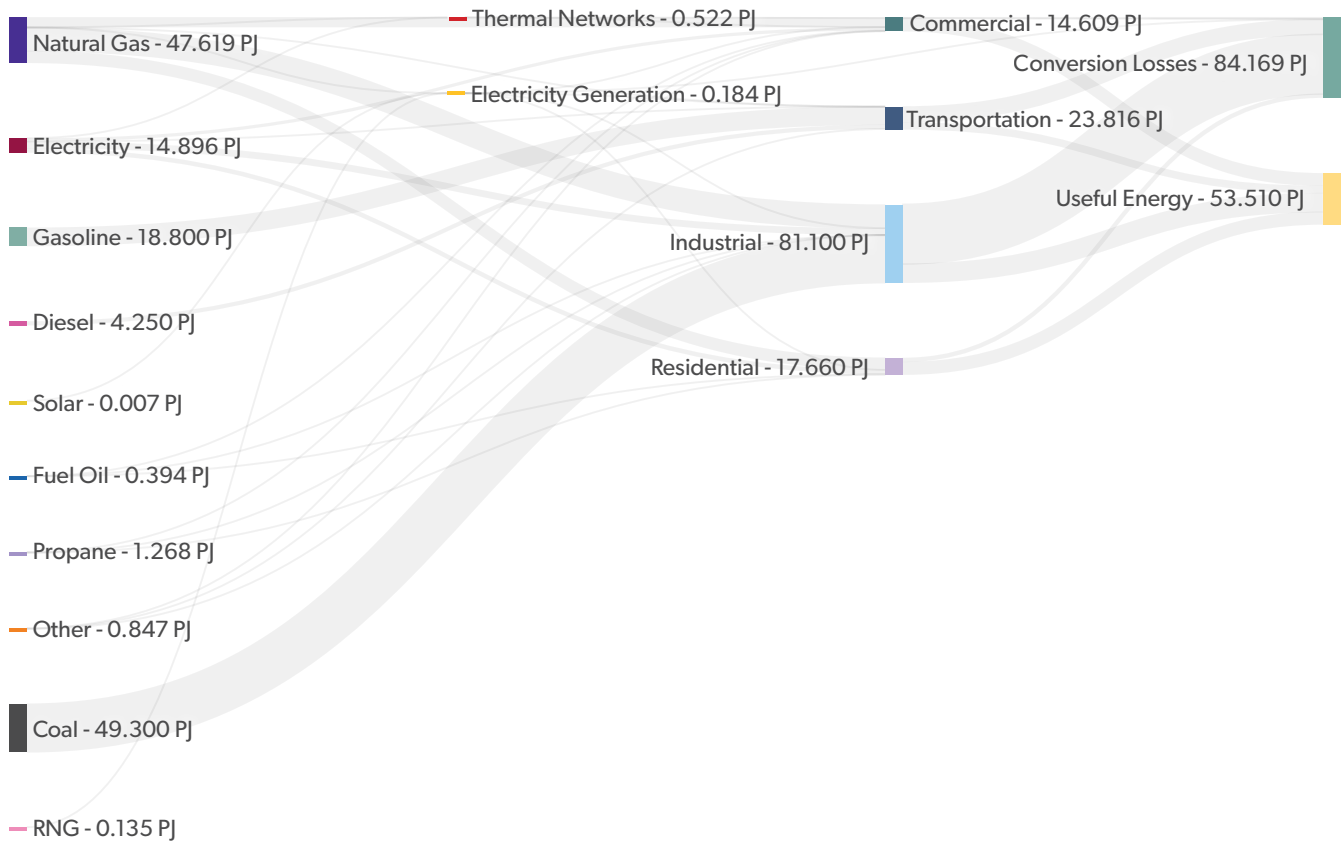 Natural Gas - 47.619 PJ
Electricity - 14.896 PJ
Gasoline - 18.800 PJ
Diesel - 4.250 PJ
Solar - 0.007 PJ
Fuel Oil - 0.394 PJ
Propane - 1.268 PJ
Other - 0.847 PJ
Coal - 49.300 PJ
RNG - 0.135 PJ
Thermal Networks - 0.522 PJ
Electricity Generation - 0.184 PJ
Commercial - 14.609 PJ
Transportation - 23.816 PJ
Industrial - 81.100 PJ
Residential - 17.660 PJ
Conversion Losses - 84.169 PJ
Useful Energy - 53.510 PJ